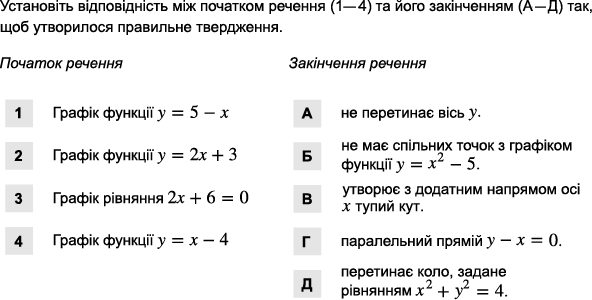 Установіть відповідність між початком речення (1—4) та його закінченням (А—Д) так,
щоб утворилося правильне твердження.
Початок речення
Закінчення речення
1 Графік функції y = 5 − x
2 Графік функції y = 2x + 3
3 Графік рівняння 2x + 6 = 0
4 Графік функції y = x − 4
А не перетинає вісь y.
Б не має спільних точок з графіком
функції y = x² − 5.
В утворює з додатним напрямом осі
x тупий кут.
Г паралельний прямій y − x = 0.
Д перетинає коло, задане
рівнянням x² + y² = 4.